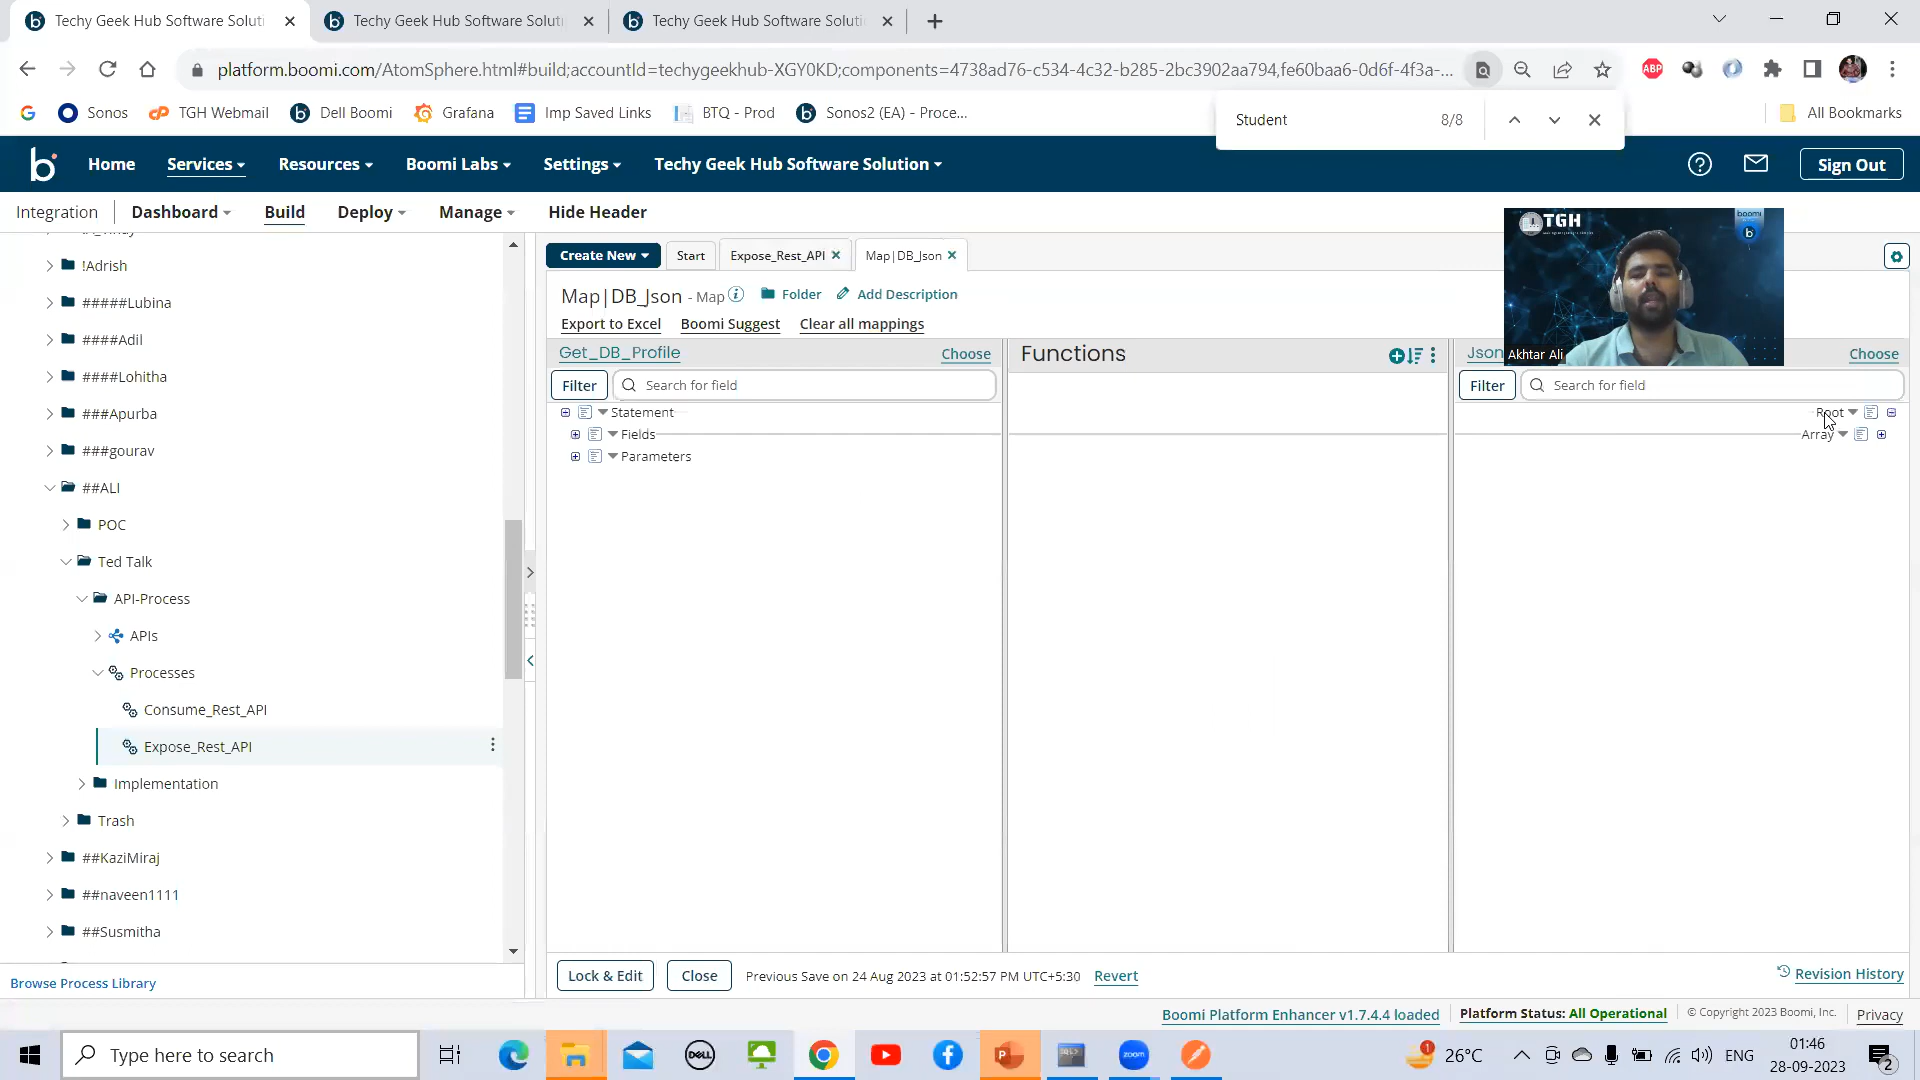 Techy Geek Hub Software Soluti
Techy Geek Hub Software Soluti
Techy Geek Hub Software Soluti
platform.boomi.com/AtomSphere.html#build;accountId=techygeekhub-XGY0KD;components=4738ad76-c534-4c32-b285-2bc3902aa794,fe60baa6-0d6f-4f3a-...
ABP
Sonos
TGH Webmail
Dell Boomi
Grafana
Imp Saved Links
BTQ - Prod
Sonos2 (EA) - Proce...
All Bookmarks
Student
8/8
Home
Services
Resources
Boomi Labs
Settings
Techy Geek Hub Software Solution
Sign Out
Integration
Dashboard
Build
Deploy
Manage
Hide Header
!Adrish
#####Lubina
####Adil
####Lohitha
###Apurba
###gourav
##ALI
POC
Ted Talk
API-Process
APIs
Processes
Consume_Rest_API
Expose_Rest_API
Implementation
Trash
##KaziMiraj
##naveen1111
##Susmitha
Browse Process Library
Create New
Start
Expose_Rest_API
Map|DB_Json
Map|DB_Json - Map
Folder
Add Description
Export to Excel
Boomi Suggest
Clear all mappings
Get_DB_Profile
Choose
Functions
Json
Choose
Filter
Search for field
Filter
Search for field
Statement
Fields
Parameters
Root
Array
TGH
boomi
Akhtar Ali
Lock & Edit
Close
Previous Save on 24 Aug 2023 at 01:52:57 PM UTC+5:30
Revert
Revision History
Boomi Platform Enhancer v1.7.4.4 loaded
Platform Status: All Operational
© Copyright 2023 Boomi, Inc.
Privacy
Type here to search
DELL
zoom
26°C
ENG
01:46
28-09-2023
2